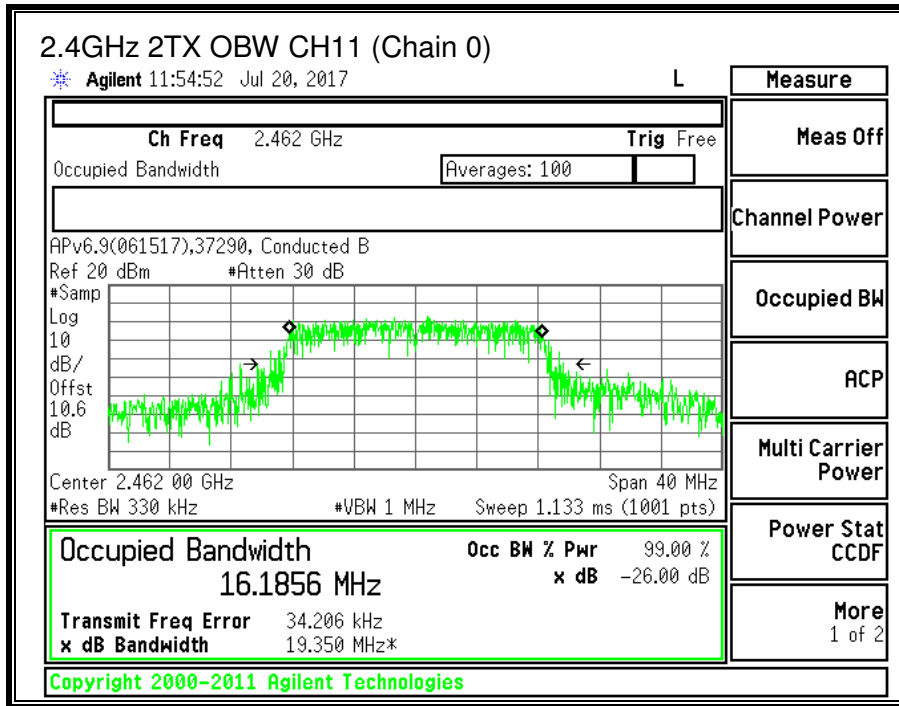 2.4GHz 2TX OBW CH11 (Chain 0)
Agilent 11:54:52 Jul 20, 2017 L
Measure
Ch Freq 2.462 GHz Trig Free
Meas Off
Occupied Bandwidth Averages: 100
Channel Power
APv6.9(061517),37290, Conducted B
Ref 20 dBm #Atten 30 dB
#Samp
Log
10
dB/
Offst
10.6
dB
Occupied BW
ACP
Multi Carrier
Power
Center 2.462 00 GHz Span 40 MHz
#Res BW 330 kHz #VBW 1 MHz Sweep 1.133 ms (1001 pts)
Power Stat
CCDF
Occupied Bandwidth Occ BW % Pwr 99.00 %
16.1856 MHz x dB -26.00 dB
Transmit Freq Error 34.206 kHz
x dB Bandwidth 19.350 MHz*
More
1 of 2
Copyright 2000-2011 Agilent Technologies